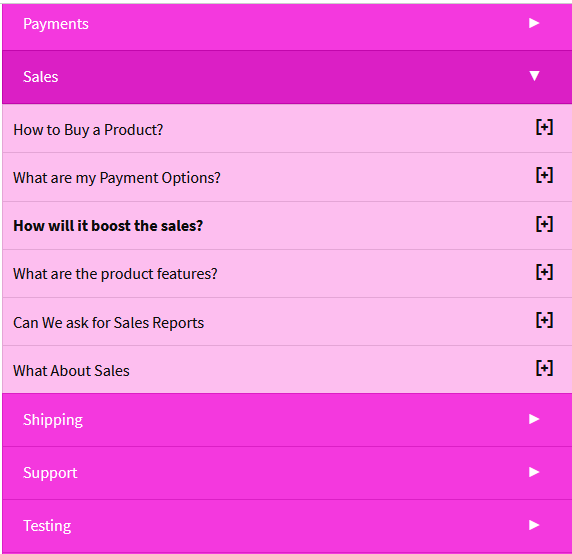 Payments
Sales
How to Buy a Product? [+]
What are my Payment Options? [+]
How will it boost the sales? [+]
What are the product features? [+]
Can We ask for Sales Reports [+]
What About Sales [+]
Shipping
Support
Testing